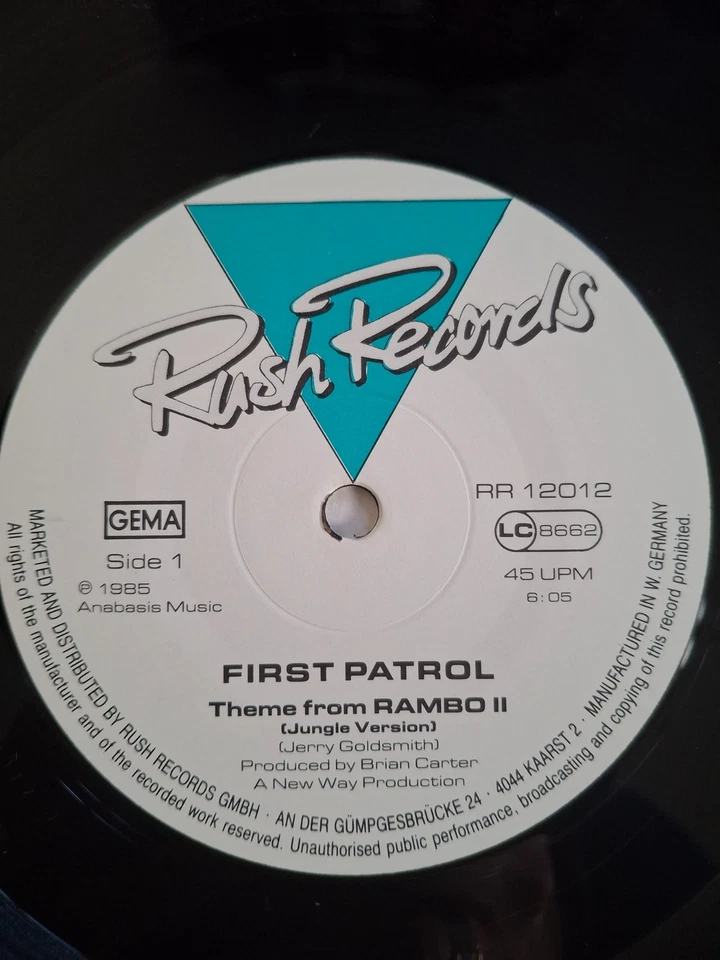 Rush Records
RR 12012
GEMA
LC 8662
Side 1
45 UPM
℗ 1985
6:05
Anabasis Music
FIRST PATROL
Theme from RAMBO II
(Jungle Version)
(Jerry Goldsmith)
Produced by Brian Carter
A New Way Production
MARKETED AND DISTRIBUTED BY RUSH RECORDS GMBH · AN DER GÜMPGESBRÜCKE 24 · 4044 KAARST 2 · MANUFACTURED IN W. GERMANY
All rights of the manufacturer and of the recorded work reserved. Unauthorised public performance, broadcasting and copying of this record prohibited.